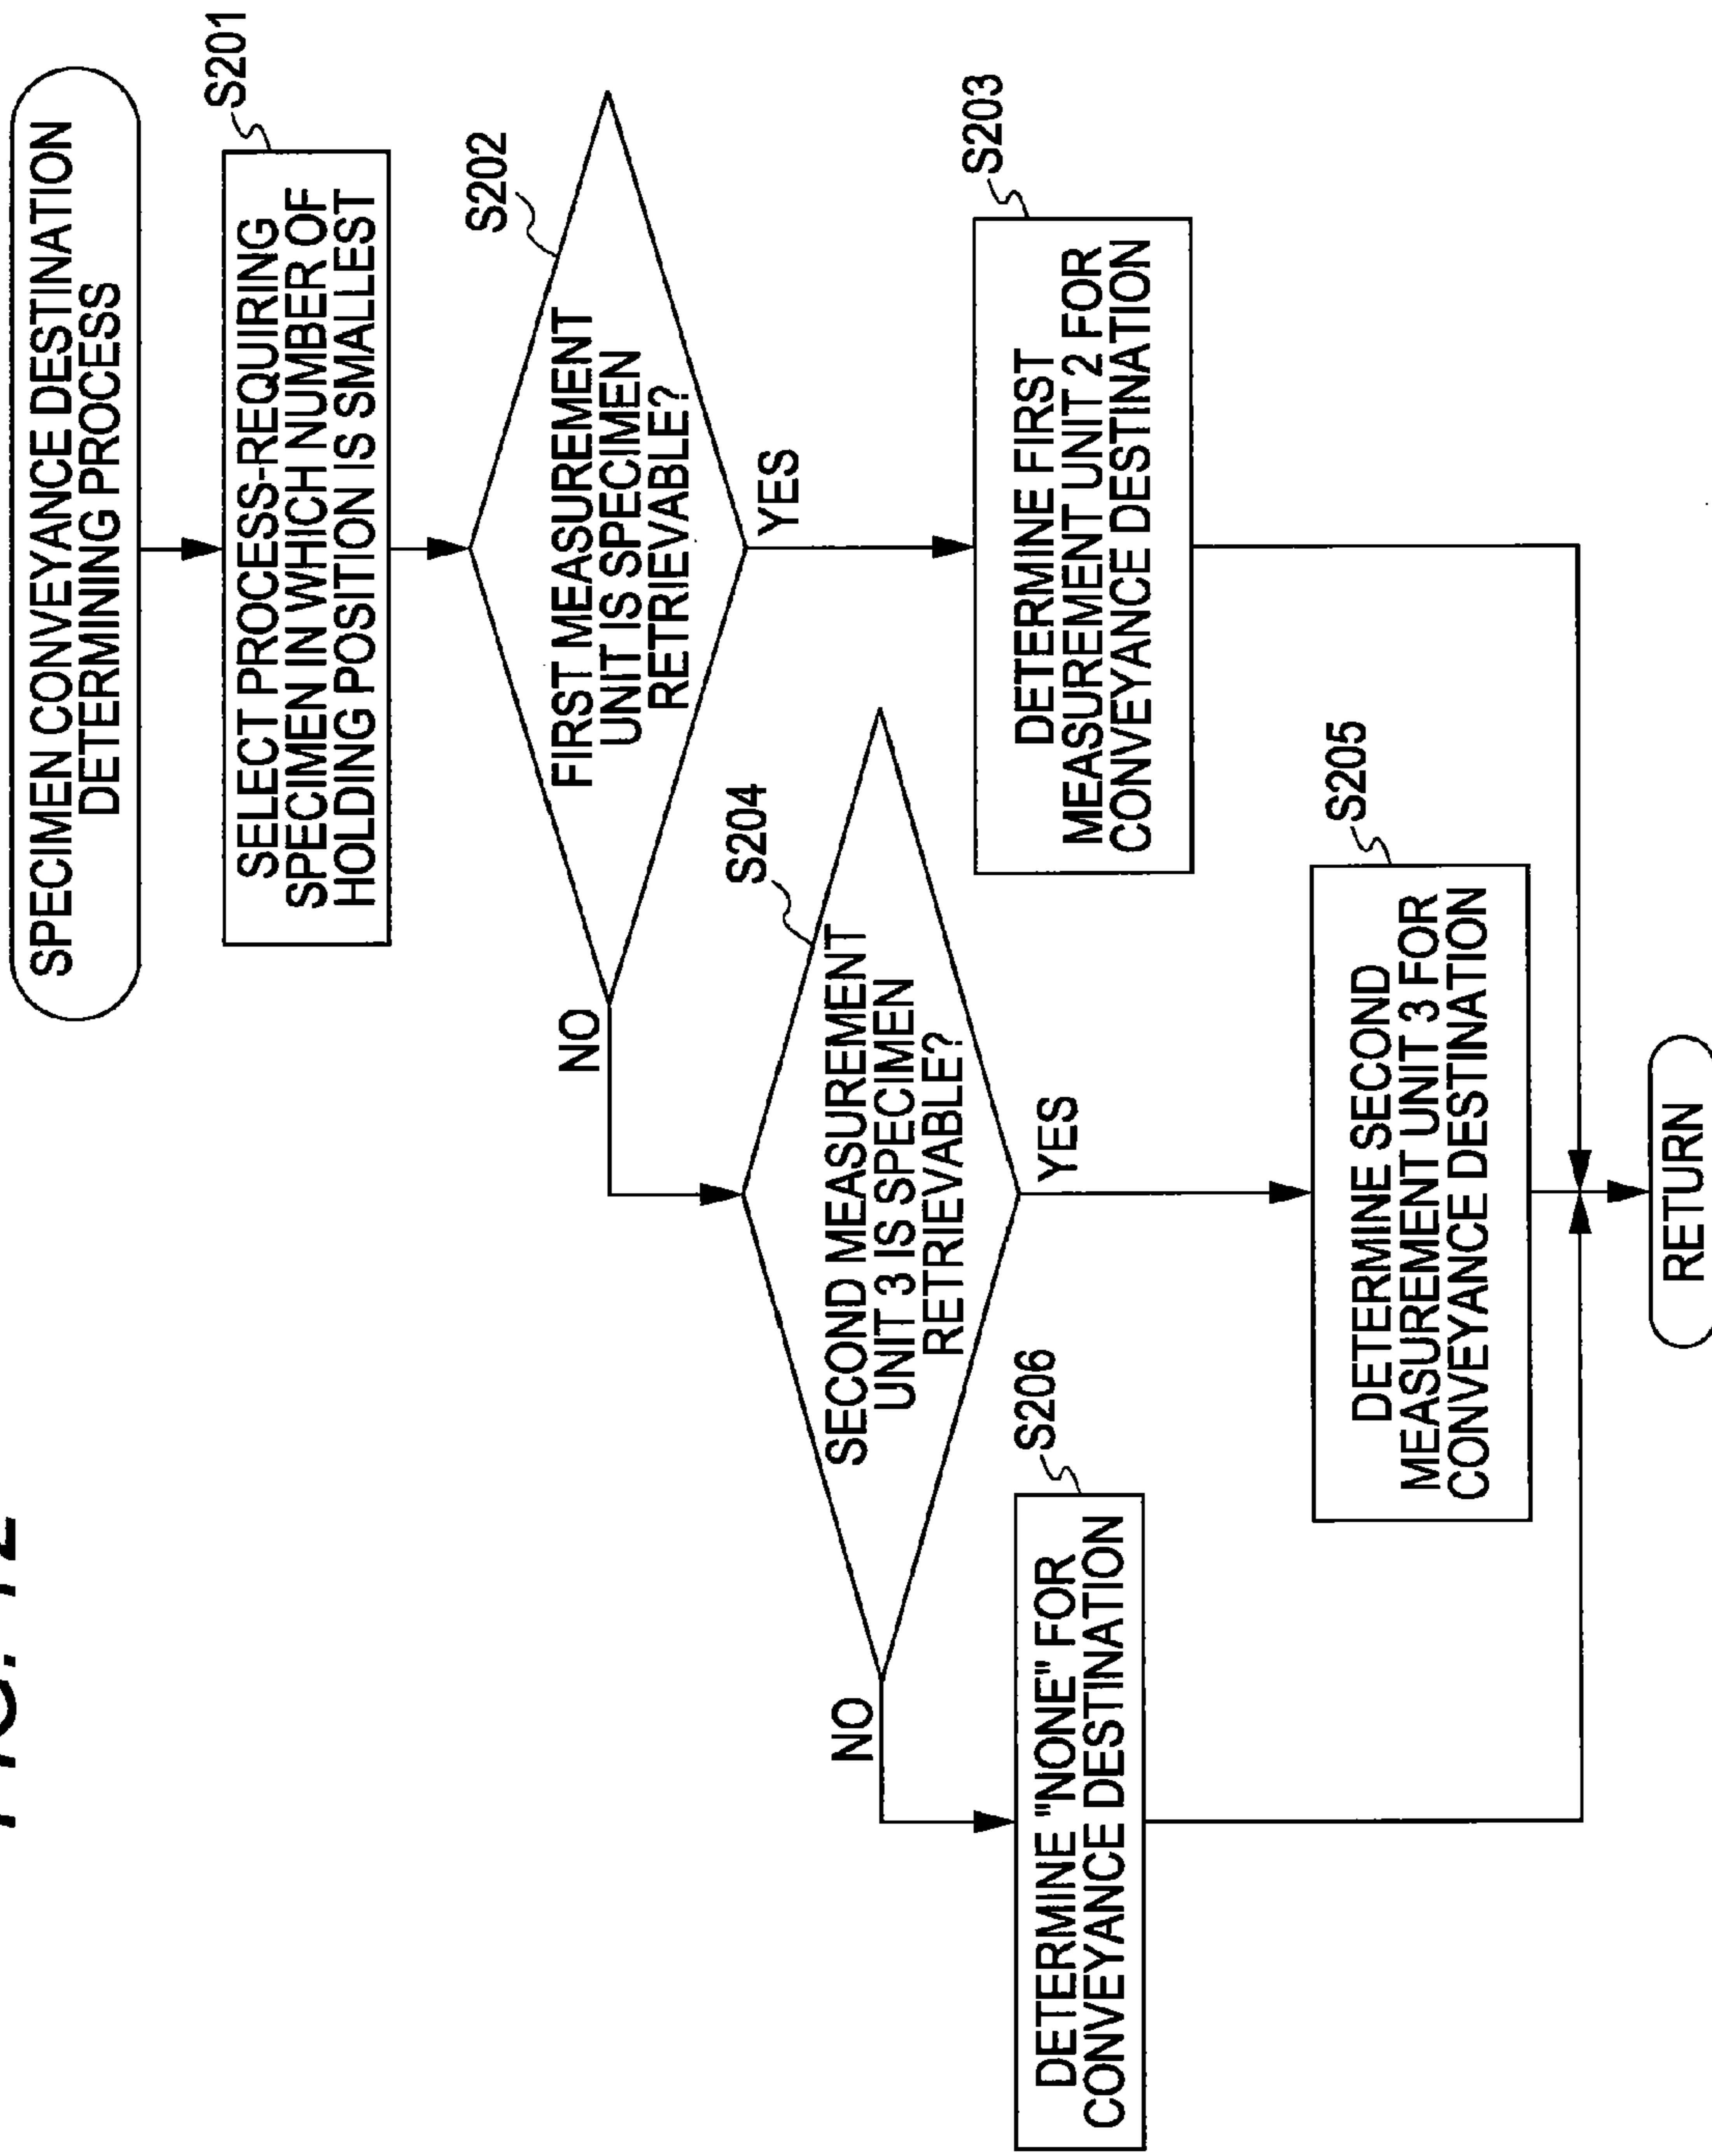 SPECIMEN CONVEYANCE DESTINATION
DETERMINING PROCESS
S201
SELECT PROCESS-REQUIRING
SPECIMEN IN WHICH NUMBER OF
HOLDING POSITION IS SMALLEST
S202
FIRST MEASUREMENT
UNIT IS SPECIMEN
RETRIEVABLE?
NO
YES
S203
DETERMINE FIRST
MEASUREMENT UNIT 2 FOR
CONVEYANCE DESTINATION
S204
SECOND MEASUREMENT
UNIT 3 IS SPECIMEN
RETRIEVABLE?
NO
YES
S205
DETERMINE SECOND
MEASUREMENT UNIT 3 FOR
CONVEYANCE DESTINATION
S206
DETERMINE "NONE" FOR
CONVEYANCE DESTINATION
RETURN